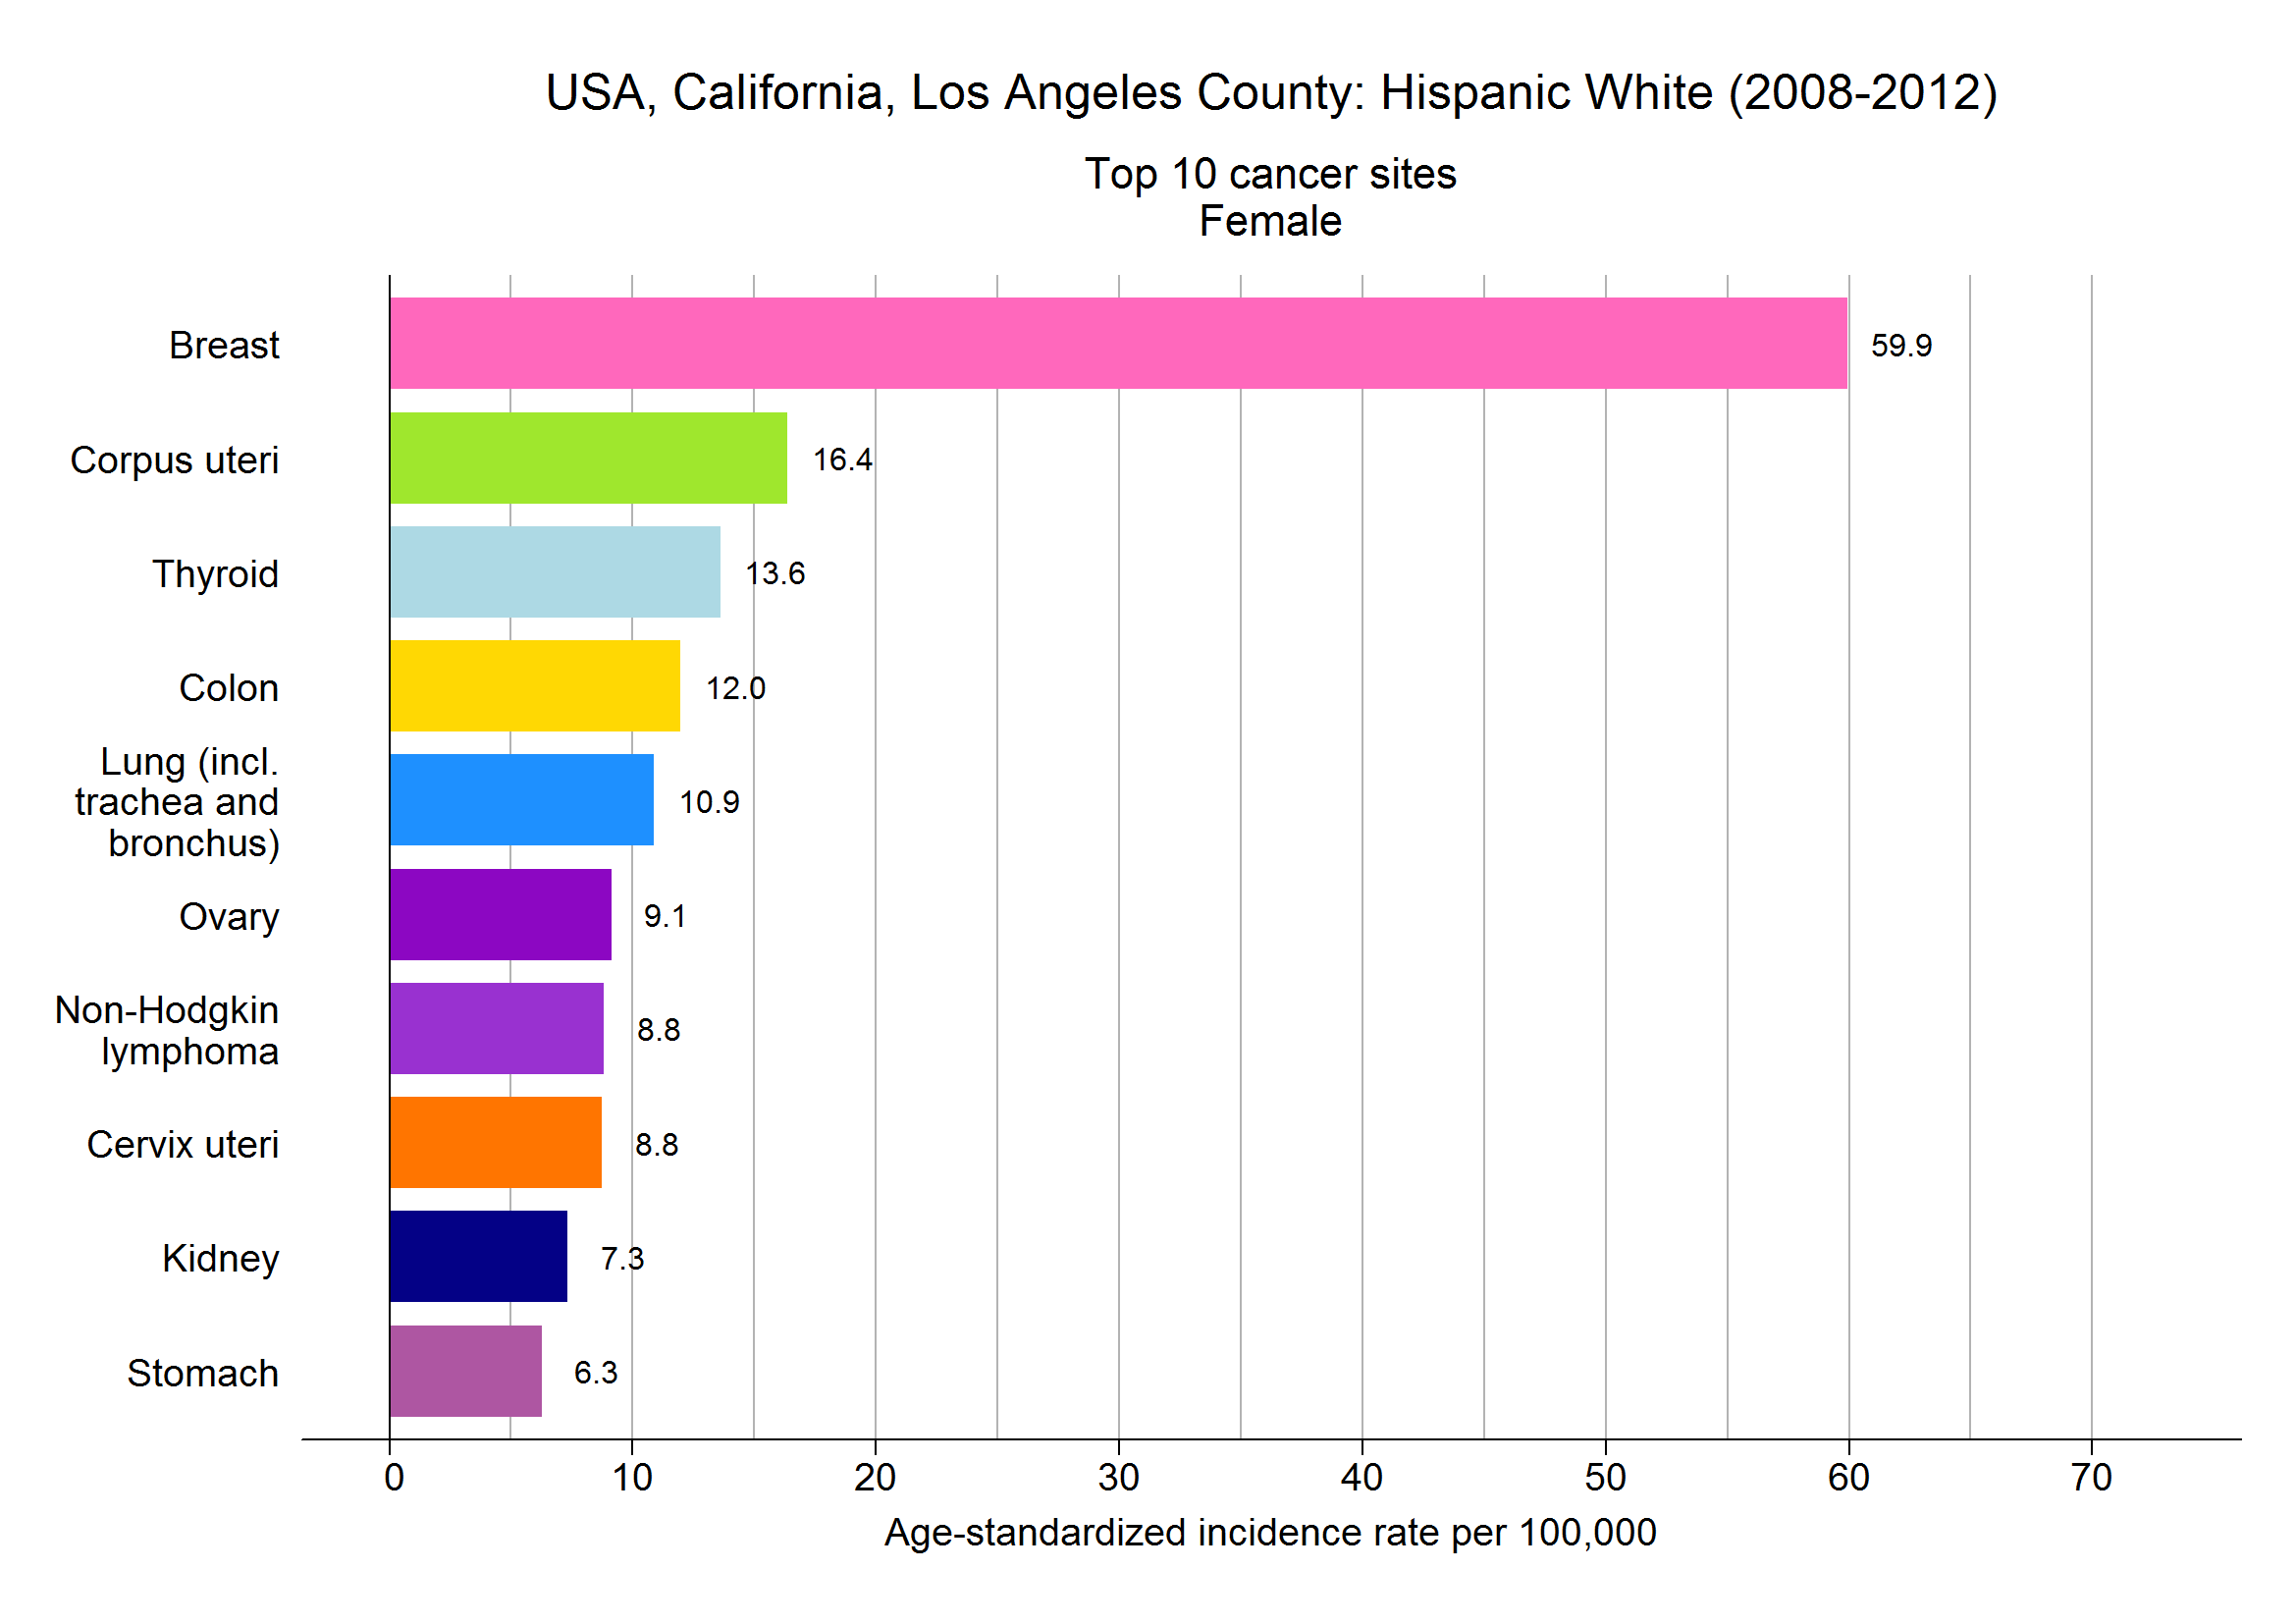 USA, California, Los Angeles County: Hispanic White (2008-2012)
Top 10 cancer sites
Female
Breast
59.9
Corpus uteri
16.4
Thyroid
13.6
Colon
12.0
Lung (incl.
trachea and
bronchus)
10.9
Ovary
9.1
Non-Hodgkin
lymphoma
8.8
Cervix uteri
8.8
Kidney
7.3
Stomach
6.3
0 10 20 30 40 50 60 70
Age-standardized incidence rate per 100,000